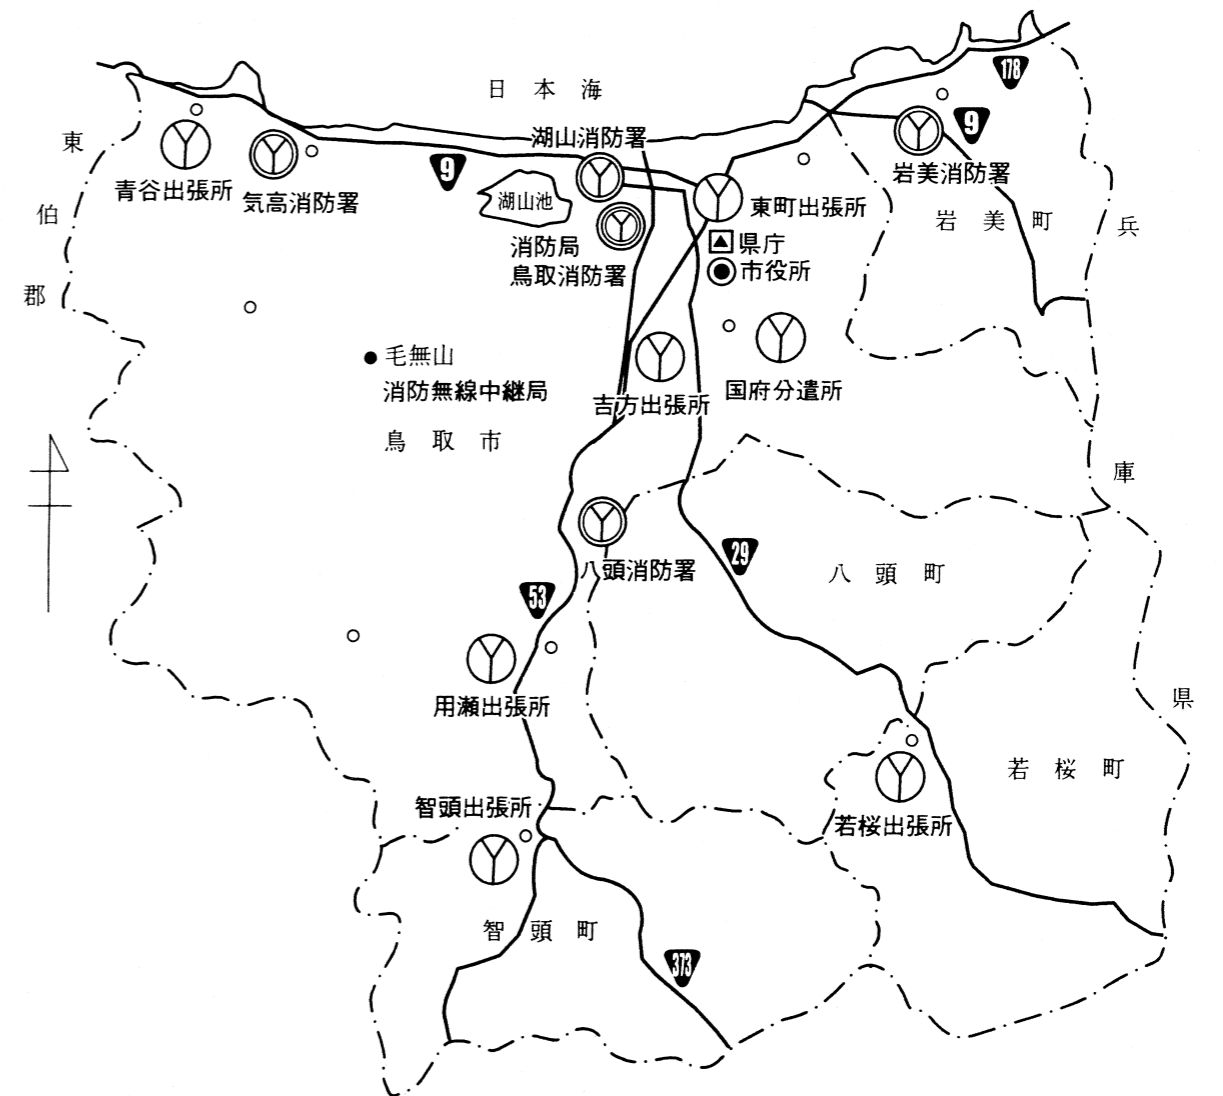 日本海
178
9
湖山消防署
東
青谷出張所
気高消防署
9
湖山池
岩美消防署
東町出張所
伯
岩美町
兵
消防局
鳥取消防署
県庁
市役所
郡
毛無山
消防無線中継局
吉方出張所
国府分遣所
鳥取市
庫
八頭消防署
29
八頭町
53
用瀬出張所
県
若桜町
智頭出張所
若桜出張所
智頭町
373